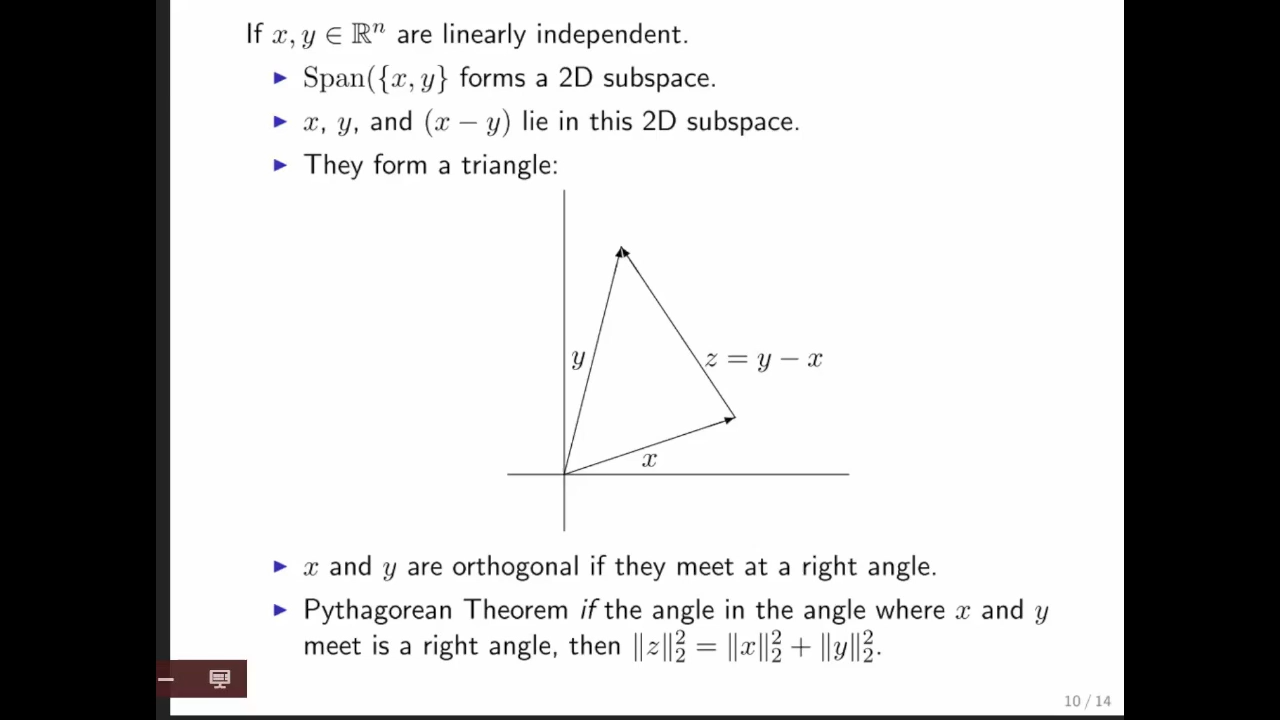 If x, y ∈ ℝⁿ are linearly independent.
▶ Span({x, y} forms a 2D subspace.
▶ x, y, and (x − y) lie in this 2D subspace.
▶ They form a triangle:
y
z = y − x
x
▶ x and y are orthogonal if they meet at a right angle.
▶ Pythagorean Theorem if the angle in the angle where x and y
meet is a right angle, then ‖z‖₂² = ‖x‖₂² + ‖y‖₂².
10 / 14